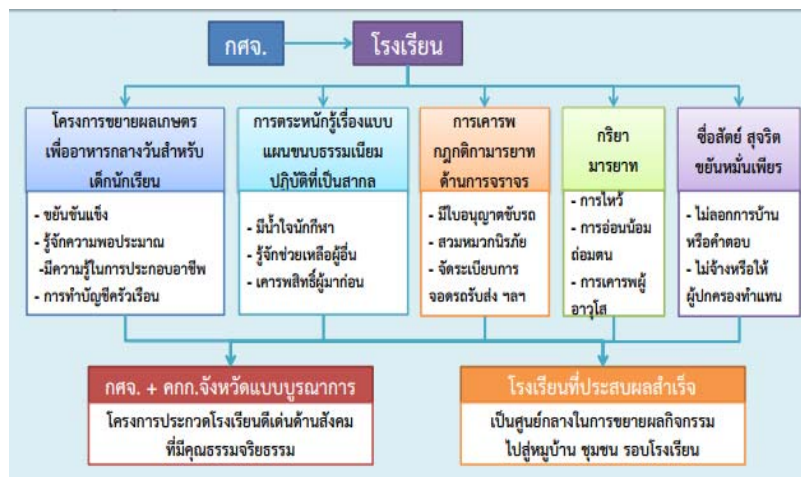 กศจ.
โรงเรียน
โครงการขยายผลเกษตร
เพื่ออาหารกลางวันสำหรับ
เด็กนักเรียน
- ขยันขันแข็ง
- รู้จักความพอประมาณ
-มีความรู้ในการประกอบอาชีพ
- การทำบัญชีครัวเรือน
การตระหนักรู้เรื่องแบบ
แผนขนบธรรมเนียม
ปฏิบัติที่เป็นสากล
- มีน้ำใจนักกีฬา
- รู้จักช่วยเหลือผู้อื่น
- เคารพสิทธิ์ผู้มาก่อน
การเคารพ
กฎกติกามารยาท
ด้านการจราจร
- มีใบอนุญาตขับรถ
- สวมหมวกนิรภัย
- จัดระเบียบการ
จอดรถรับส่ง ฯลฯ
กริยา
มารยาท
- การไหว้
- การอ่อนน้อม
ถ่อมตน
- การเคารพผู้
อาวุโส
ซื่อสัตย์ สุจริต
ขยันหมั่นเพียร
- ไม่ลอกการบ้าน
หรือคำตอบ
- ไม่จ้างหรือให้
ผู้ปกครองทำแทน
กศจ. + คกก.จังหวัดแบบบูรณาการ
โครงการประกวดโรงเรียนดีเด่นด้านสังคม
ที่มีคุณธรรมจริยธรรม
โรงเรียนที่ประสบผลสำเร็จ
เป็นศูนย์กลางในการขยายผลกิจกรรม
ไปสู่หมู่บ้าน ชุมชน รอบโรงเรียน